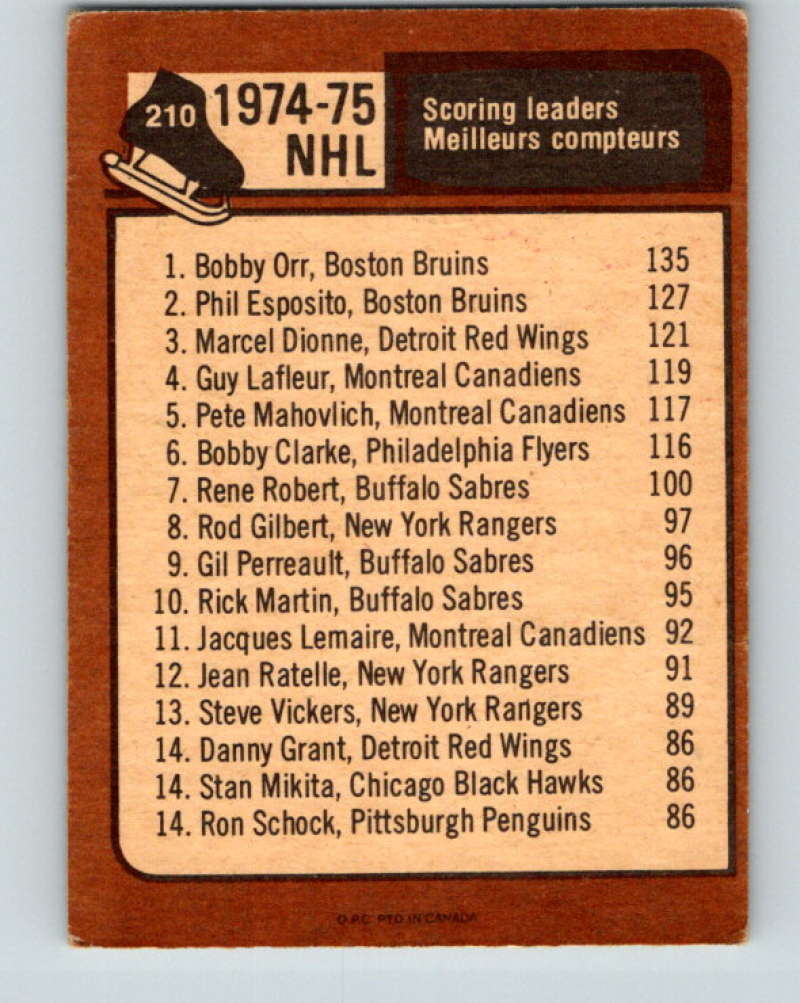 210
1974-75
NHL
Scoring leaders
Meilleurs compteurs
1. Bobby Orr, Boston Bruins 135
2. Phil Esposito, Boston Bruins 127
3. Marcel Dionne, Detroit Red Wings 121
4. Guy Lafleur, Montreal Canadiens 119
5. Pete Mahovlich, Montreal Canadiens 117
6. Bobby Clarke, Philadelphia Flyers 116
7. Rene Robert, Buffalo Sabres 100
8. Rod Gilbert, New York Rangers 97
9. Gil Perreault, Buffalo Sabres 96
10. Rick Martin, Buffalo Sabres 95
11. Jacques Lemaire, Montreal Canadiens 92
12. Jean Ratelle, New York Rangers 91
13. Steve Vickers, New York Rangers 89
14. Danny Grant, Detroit Red Wings 86
14. Stan Mikita, Chicago Black Hawks 86
14. Ron Schock, Pittsburgh Penguins 86
O.P.C. PTD IN CANADA